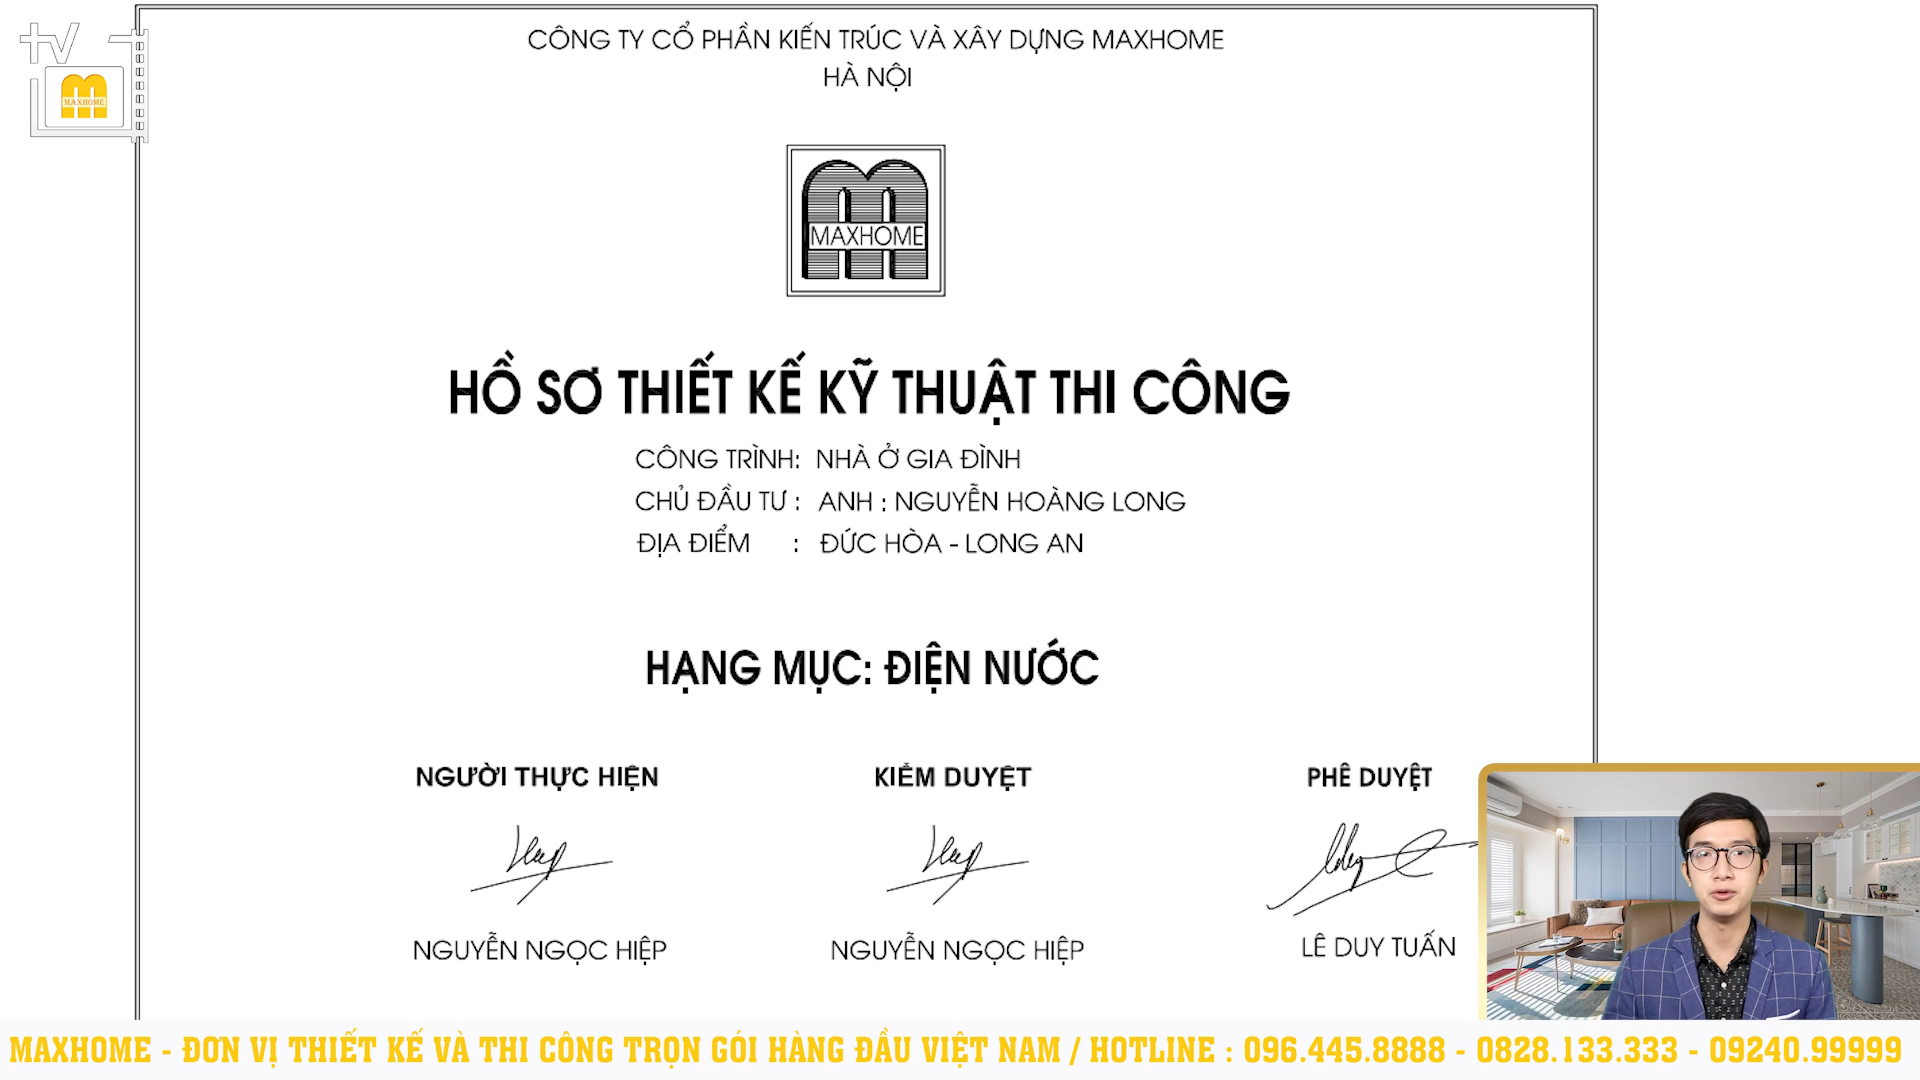 CÔNG TY CỔ PHẦN KIẾN TRÚC VÀ XÂY DỰNG MAXHOME
HÀ NỘI
TV
MAXHOME
MAXHOME
HỒ SƠ THIẾT KẾ KỸ THUẬT THI CÔNG
CÔNG TRÌNH: NHÀ Ở GIA ĐÌNH
CHỦ ĐẦU TƯ : ANH : NGUYỄN HOÀNG LONG
ĐỊA ĐIỂM : ĐỨC HÒA - LONG AN
HẠNG MỤC: ĐIỆN NƯỚC
NGƯỜI THỰC HIỆN KIỂM DUYỆT PHÊ DUYỆT
NGUYỄN NGỌC HIỆP NGUYỄN NGỌC HIỆP LÊ DUY TUẤN
MAXHOME - ĐƠN VỊ THIẾT KẾ VÀ THI CÔNG TRỌN GÓI HÀNG ĐẦU VIỆT NAM / HOTLINE : 096.445.8888 - 0828.133.333 - 09240.99999